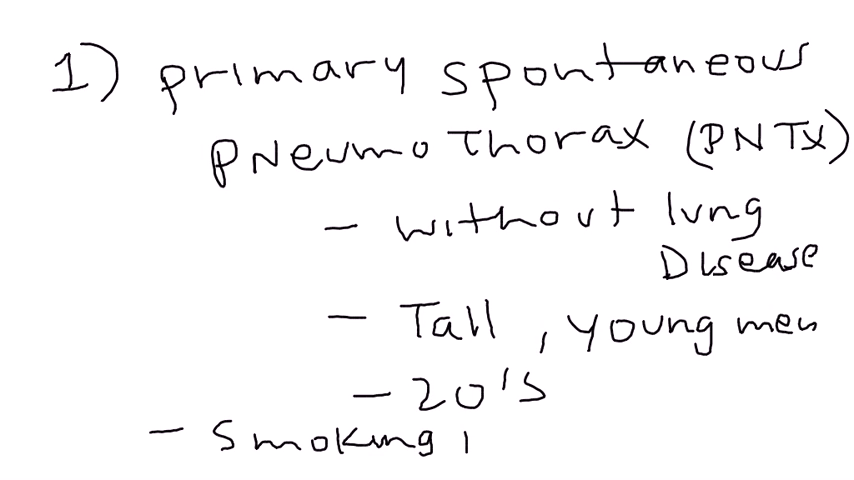 1) primary spontaneous
PNeumoThorax (PNTX)
- without lung
Disease
- Tall, young men
- 20's
- smoking,